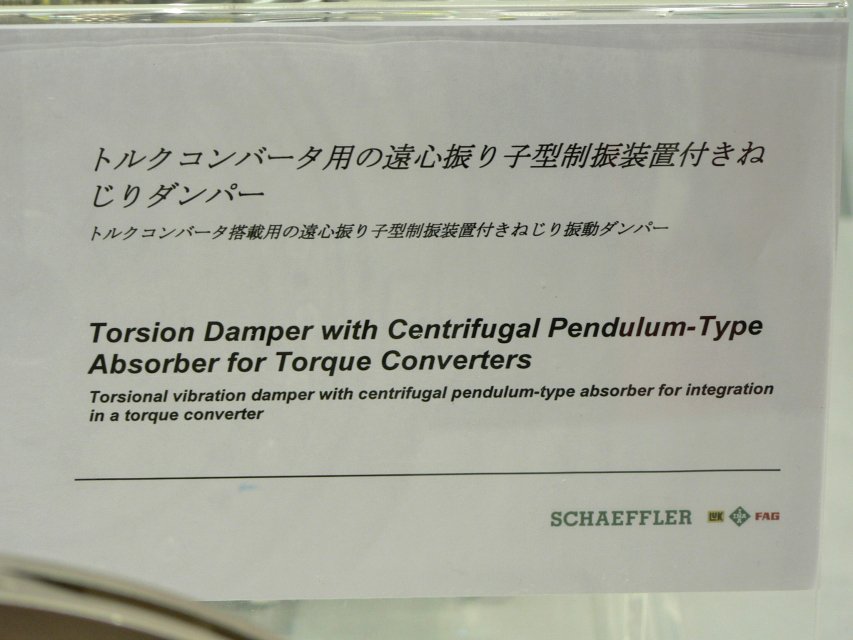 トルクコンバータ用の遠心振り子型制振装置付きね
じりダンパー
トルクコンバータ搭載用の遠心振り子型制振装置付きねじり振動ダンパー
Torsion Damper with Centrifugal Pendulum-Type
Absorber for Torque Converters
Torsional vibration damper with centrifugal pendulum-type absorber for integration
in a torque converter
SCHAEFFLER LUK INA FAG